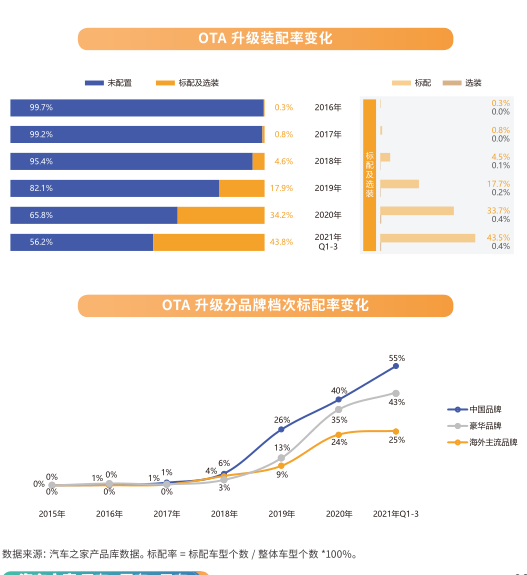 OTA 升级装配率变化
未配置 标配及选装 标配 选装
99.7% 0.3% 2016年 0.3%
0.0%
99.2% 0.8% 2017年 0.8%
0.0%
95.4% 4.6% 2018年 4.5%
0.1%
标配及选装
82.1% 17.9% 2019年 17.7%
0.2%
65.8% 34.2% 2020年 33.7%
0.4%
56.2% 43.8% 2021年
Q1-3 43.5%
0.4%
OTA 升级分品牌档次标配率变化
55%
40% 43%
中国品牌
26% 35%
豪华品牌
13% 24% 25%
海外主流品牌
0% 0% 1% 0% 1% 1% 4% 6% 9%
0% 0% 0% 3%
2015年 2016年 2017年 2018年 2019年 2020年 2021年Q1-3
数据来源：汽车之家产品库数据。标配率 = 标配车型个数 / 整体车型个数 *100%。